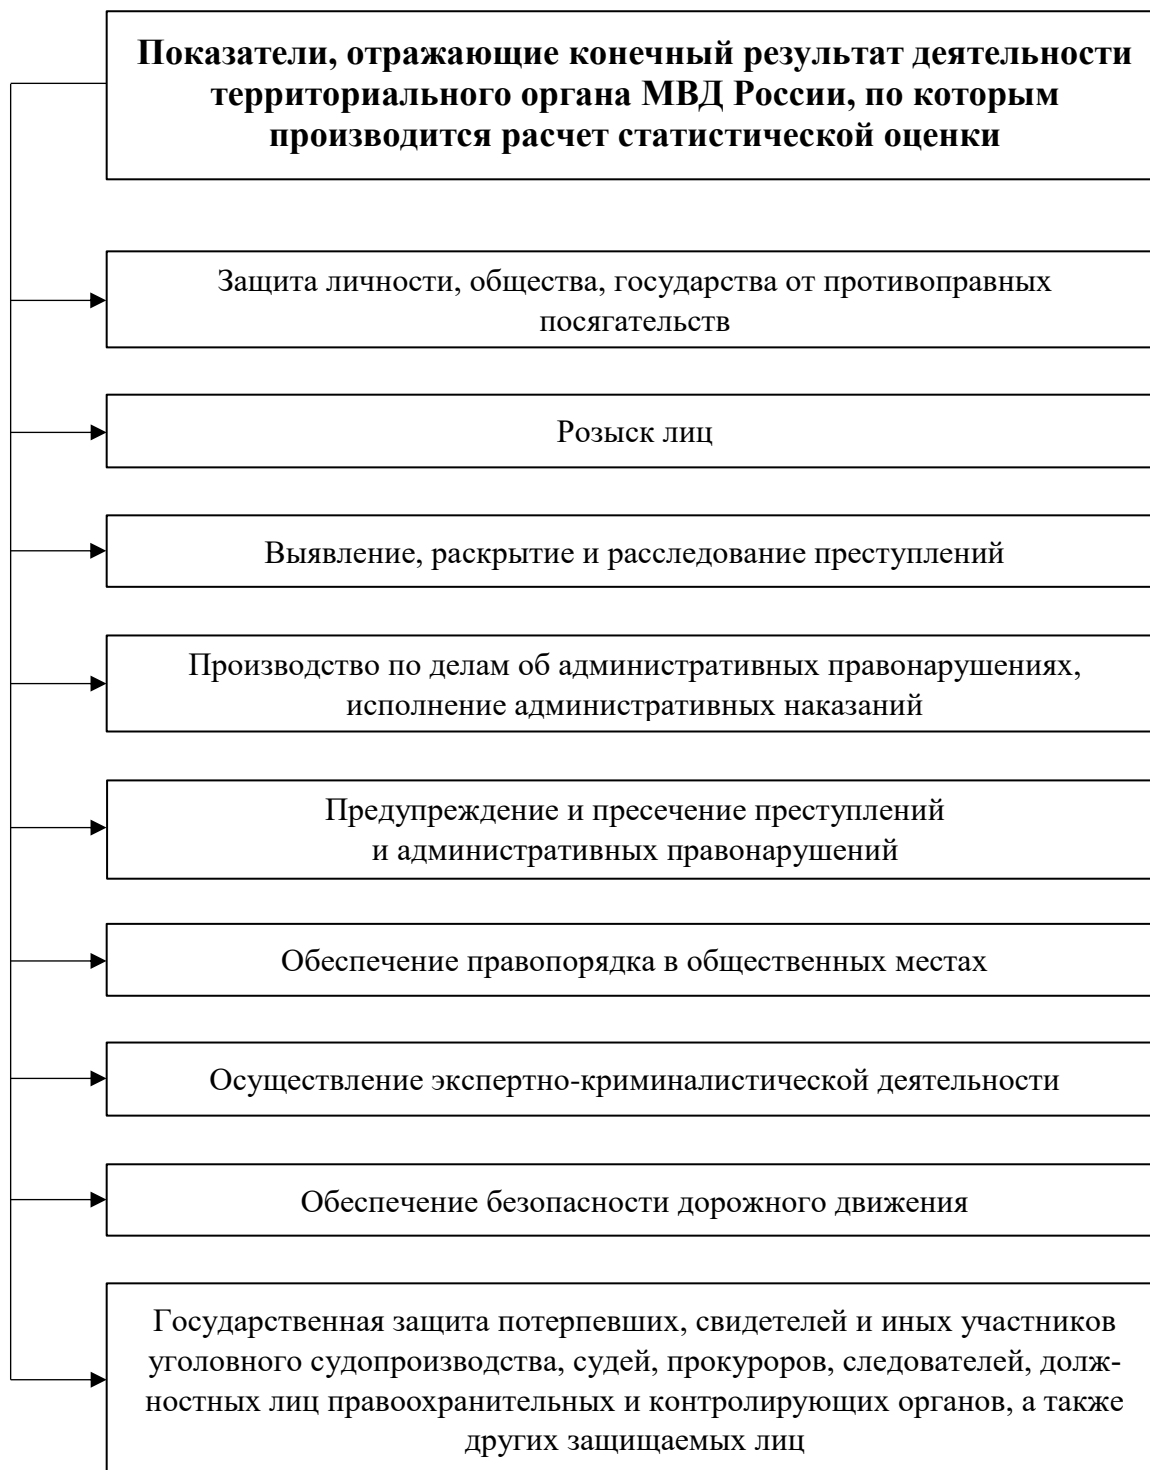 Показатели, отражающие конечный результат деятельности
территориального органа МВД России, по которым
производится расчет статистической оценки
Защита личности, общества, государства от противоправных
посягательств
Розыск лиц
Выявление, раскрытие и расследование преступлений
Производство по делам об административных правонарушениях,
исполнение административных наказаний
Предупреждение и пресечение преступлений
и административных правонарушений
Обеспечение правопорядка в общественных местах
Осуществление экспертно-криминалистической деятельности
Обеспечение безопасности дорожного движения
Государственная защита потерпевших, свидетелей и иных участников
уголовного судопроизводства, судей, прокуроров, следователей, долж-
ностных лиц правоохранительных и контролирующих органов, а также
других защищаемых лиц